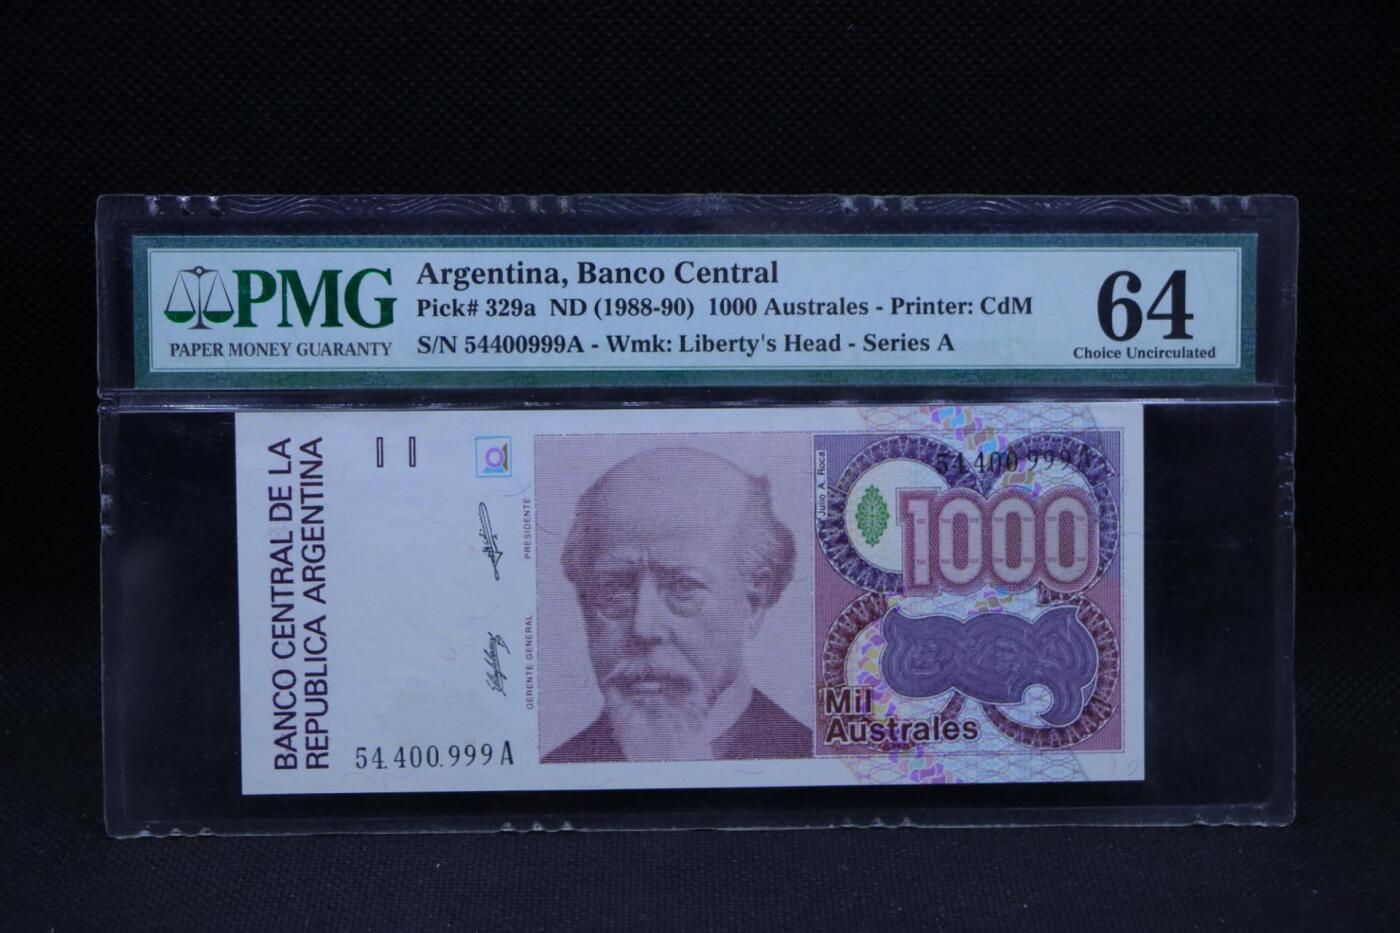 PMG
PAPER MONEY GUARANTY
Argentina, Banco Central
Pick# 329a ND (1988-90) 1000 Australes - Printer: CdM
S/N 54400999A - Wmk: Liberty's Head - Series A
64
Choice Uncirculated
BANCO CENTRAL DE LA
REPUBLICA ARGENTINA
PRESIDENTE
GERENTE GENERAL
54.400.999 A
Julio A. Roca
54.400.999 A
1000
Mil
Australes